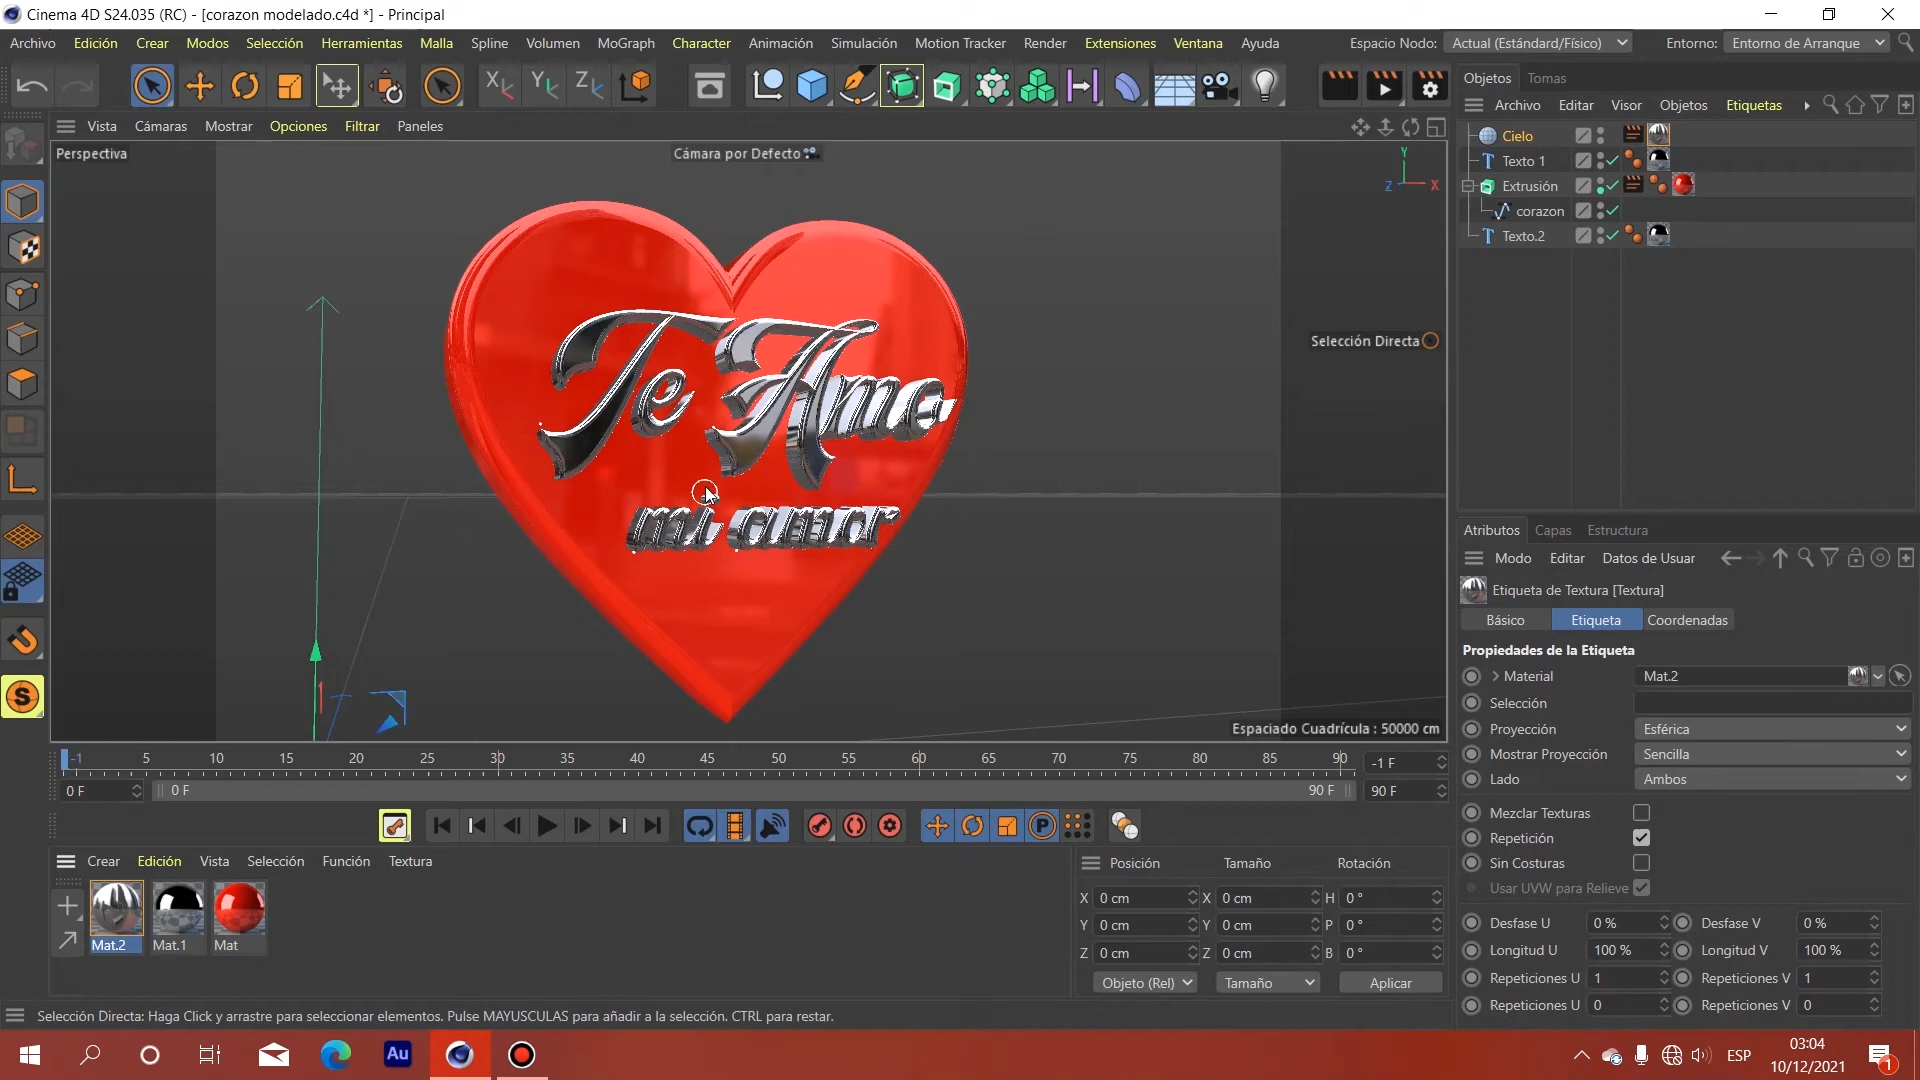 Cinema 4D S24.035 (RC) - [corazon modelado.c4d *] - Principal
Archivo Edición Crear Modos Selección Herramientas Malla Spline Volumen MoGraph Character Animación Simulación Motion Tracker Render Extensiones Ventana Ayuda Espacio Nodo: Actual (Estándard/Físico) Entorno: Entorno de Arranque
X Y Z
Objetos Tomas
Archivo Editar Visor Objetos Etiquetas
Vista Cámaras Mostrar Opciones Filtrar Paneles
Perspectiva Cámara por Defecto
Y
Z X
Cielo
Texto 1
Extrusión
corazon
Texto.2
Te Amo
mi amor
Selección Directa
Espaciado Cuadrícula : 50000 cm
Atributos Capas Estructura
Modo Editar Datos de Usuar
Etiqueta de Textura [Textura]
Básico Etiqueta Coordenadas
Propiedades de la Etiqueta
Material Mat.2
Selección
Proyección Esférica
Mostrar Proyección Sencilla
Lado Ambos
Mezclar Texturas
Repetición
Sin Costuras
Usar UVW para Relieve
Desfase U 0 % Desfase V 0 %
Longitud U 100 % Longitud V 100 %
Repeticiones U 1 Repeticiones V 1
Repeticiones U 0 Repeticiones V 0
-1 5 10 15 20 25 30 35 40 45 50 55 60 65 70 75 80 85 90 -1 F
0 F 0 F 90 F 90 F
P
Crear Edición Vista Selección Función Textura
Mat.2 Mat.1 Mat
Posición Tamaño Rotación
X 0 cm X 0 cm H 0 °
Y 0 cm Y 0 cm P 0 °
Z 0 cm Z 0 cm B 0 °
Objeto (Rel) Tamaño Aplicar
S
Selección Directa: Haga Click y arrastre para seleccionar elementos. Pulse MAYUSCULAS para añadir a la selección. CTRL para restar.
Au
ESP
03:04
10/12/2021
1